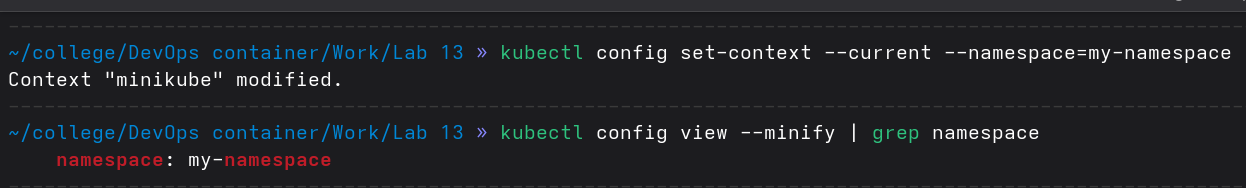 ~/college/DevOps container/Work/Lab 13 » kubectl config set-context --current --namespace=my-namespace
Context "minikube" modified.
~/college/DevOps container/Work/Lab 13 » kubectl config view --minify | grep namespace
    namespace: my-namespace